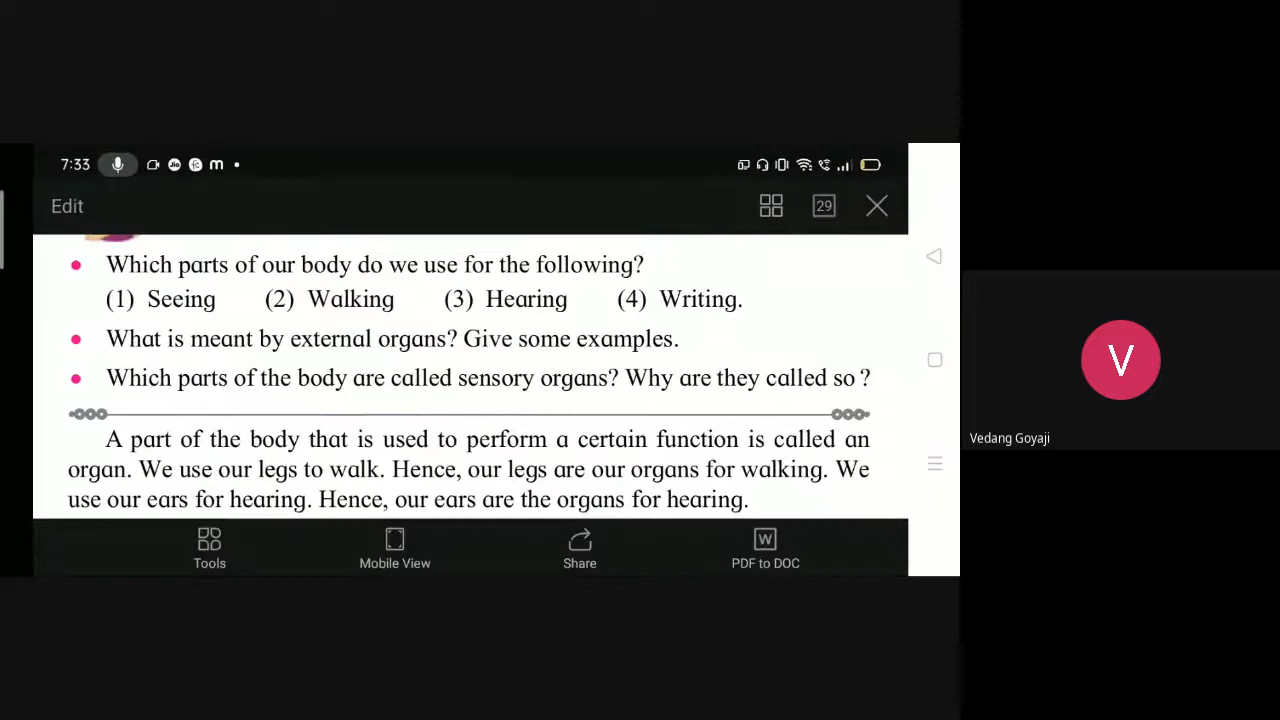 7:33
Edit
29
• Which parts of our body do we use for the following?
(1) Seeing (2) Walking (3) Hearing (4) Writing.
• What is meant by external organs? Give some examples.
• Which parts of the body are called sensory organs? Why are they called so ?
A part of the body that is used to perform a certain function is called an
organ. We use our legs to walk. Hence, our legs are our organs for walking. We
use our ears for hearing. Hence, our ears are the organs for hearing.
Tools Mobile View Share W PDF to DOC
V
Vedang Goyaji